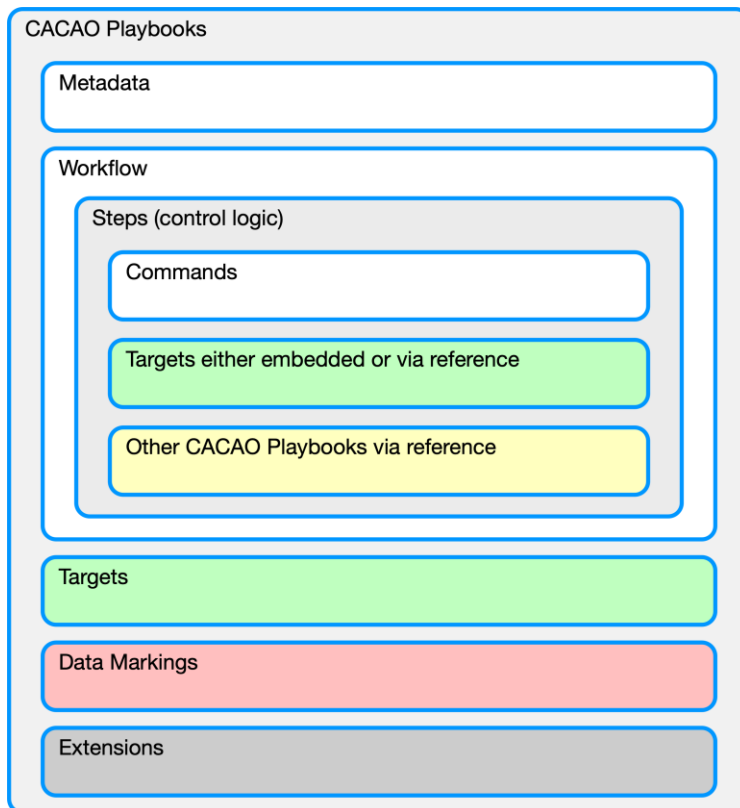 CACAO Playbooks
Metadata
Workflow
Steps (control logic)
Commands
Targets either embedded or via reference
Other CACAO Playbooks via reference
Targets
Data Markings
Extensions